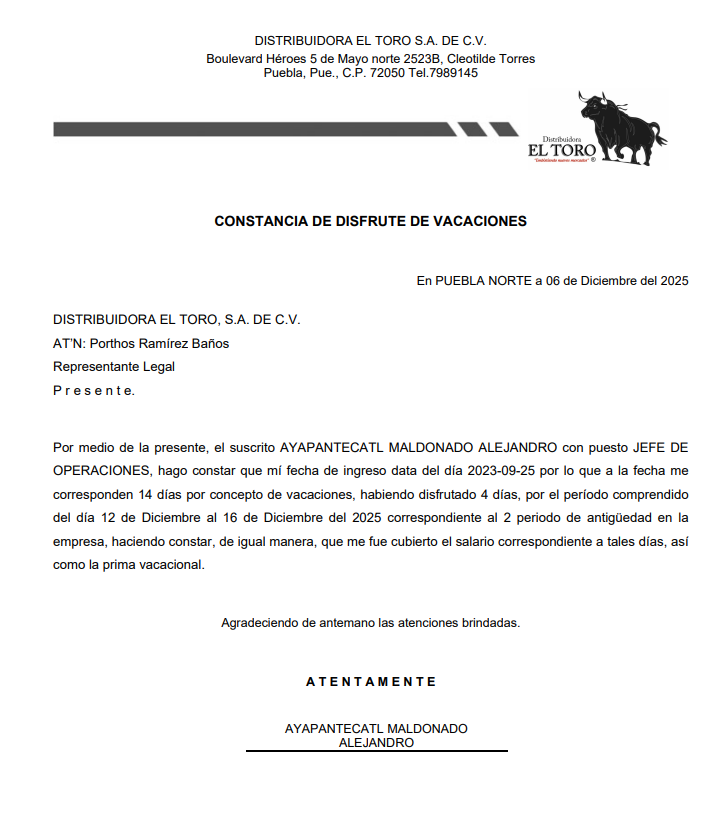 DISTRIBUIDORA EL TORO S.A. DE C.V.
Boulevard Héroes 5 de Mayo norte 2523B, Cleotilde Torres
Puebla, Pue., C.P. 72050 Tel.7989145
Distribuidora
EL TORO
®
CONSTANCIA DE DISFRUTE DE VACACIONES
En PUEBLA NORTE a 06 de Diciembre del 2025
DISTRIBUIDORA EL TORO, S.A. DE C.V.
AT'N: Porthos Ramírez Baños
Representante Legal
P r e s e n t e.
Por medio de la presente, el suscrito AYAPANTECATL MALDONADO ALEJANDRO con puesto JEFE DE
OPERACIONES, hago constar que mí fecha de ingreso data del día 2023-09-25 por lo que a la fecha me
corresponden 14 días por concepto de vacaciones, habiendo disfrutado 4 días, por el período comprendido
del día 12 de Diciembre al 16 de Diciembre del 2025 correspondiente al 2 periodo de antigüedad en la
empresa, haciendo constar, de igual manera, que me fue cubierto el salario correspondiente a tales días, así
como la prima vacacional.
Agradeciendo de antemano las atenciones brindadas.
A T E N T A M E N T E
AYAPANTECATL MALDONADO
ALEJANDRO